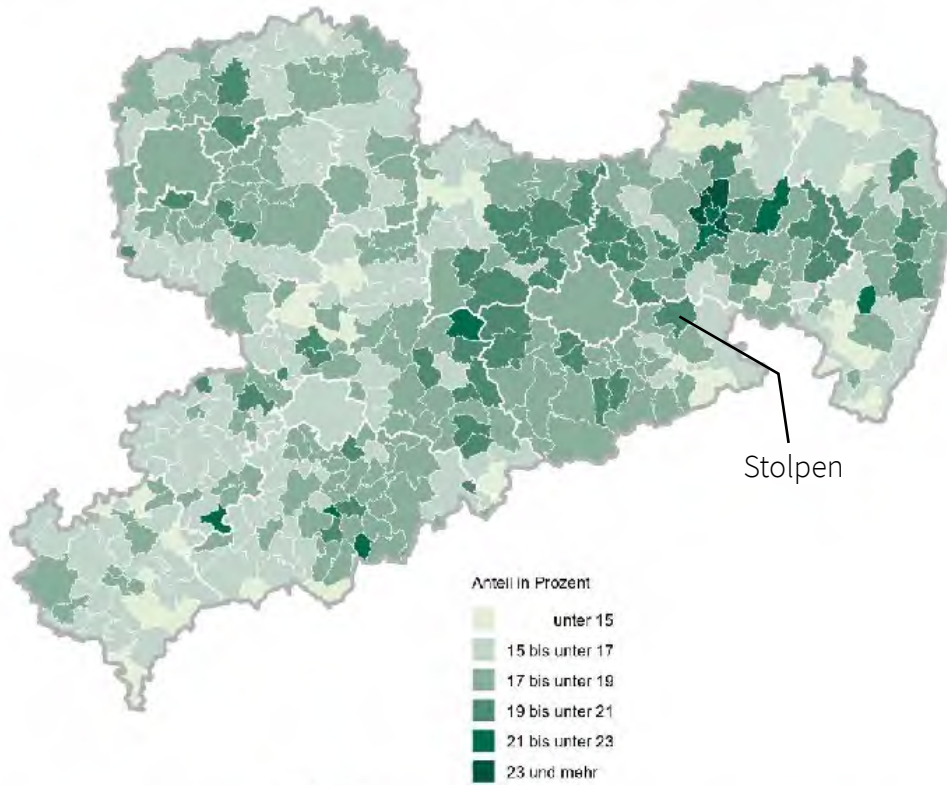 Stolpen
Anteil in Prozent
unter 15
15 bis unter 17
17 bis unter 19
19 bis unter 21
21 bis unter 23
23 und mehr